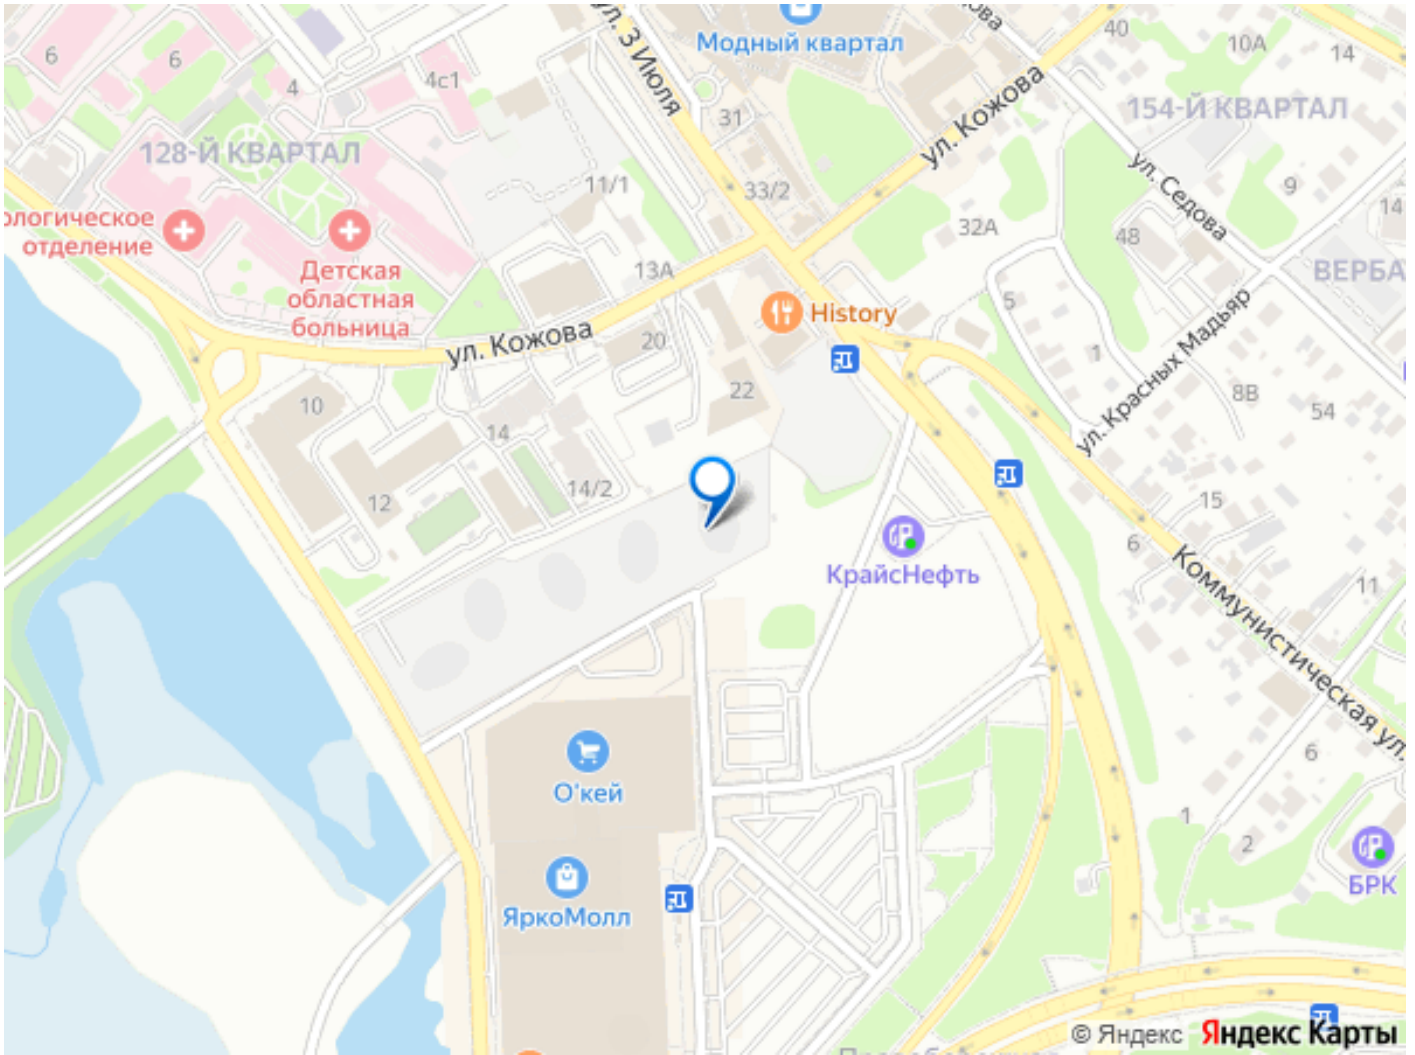 Модный квартал
ул. 3 Июля
40
10А
14
6
6
4
4с1
31
ул. Кожова
154-Й КВАРТАЛ
128-Й КВАРТАЛ
11/1
33/2
ул. Седова
9
14
ологическое
отделение
32А
48
13А
Детская
областная
больница
ВЕРБА
5
History
ул. Кожова
20
1
ул. Красных Мадьяр
8В
54
10
22
14
12
14/2
15
6
КрайсНефть
11
Коммунистическая ул.
О'кей
6
1
2
БРК
ЯркоМолл
© Яндекс
Яндекс Карты